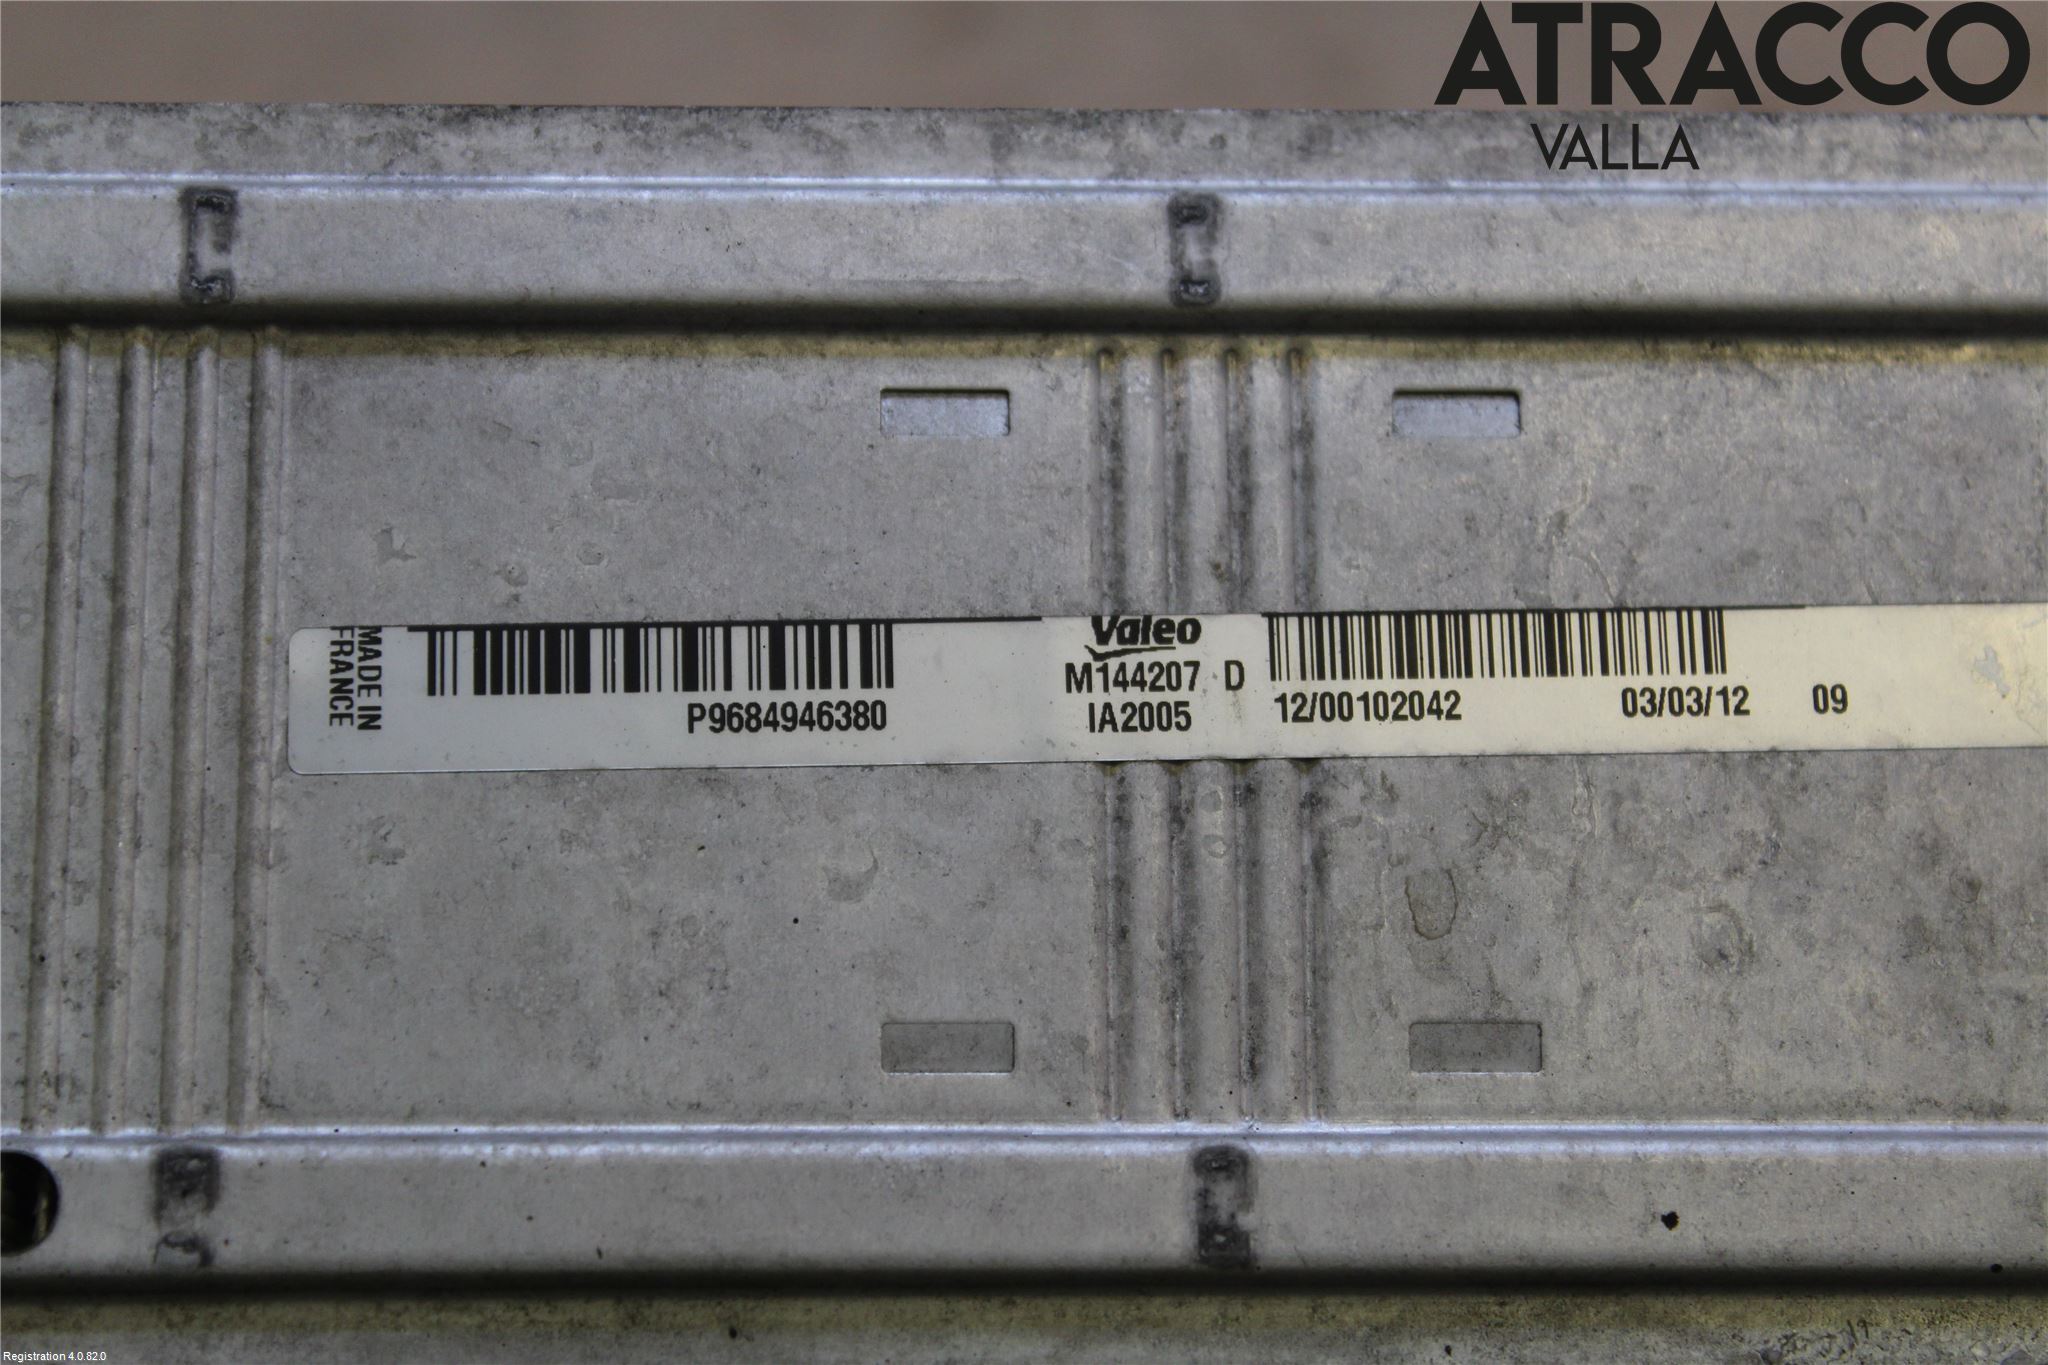 ATRACCO
VALLA
MADE IN
FRANCE
P9684946380
Valeo
M144207 D
IA2005
12/00102042 03/03/12 09
Registration 4.0.82.0